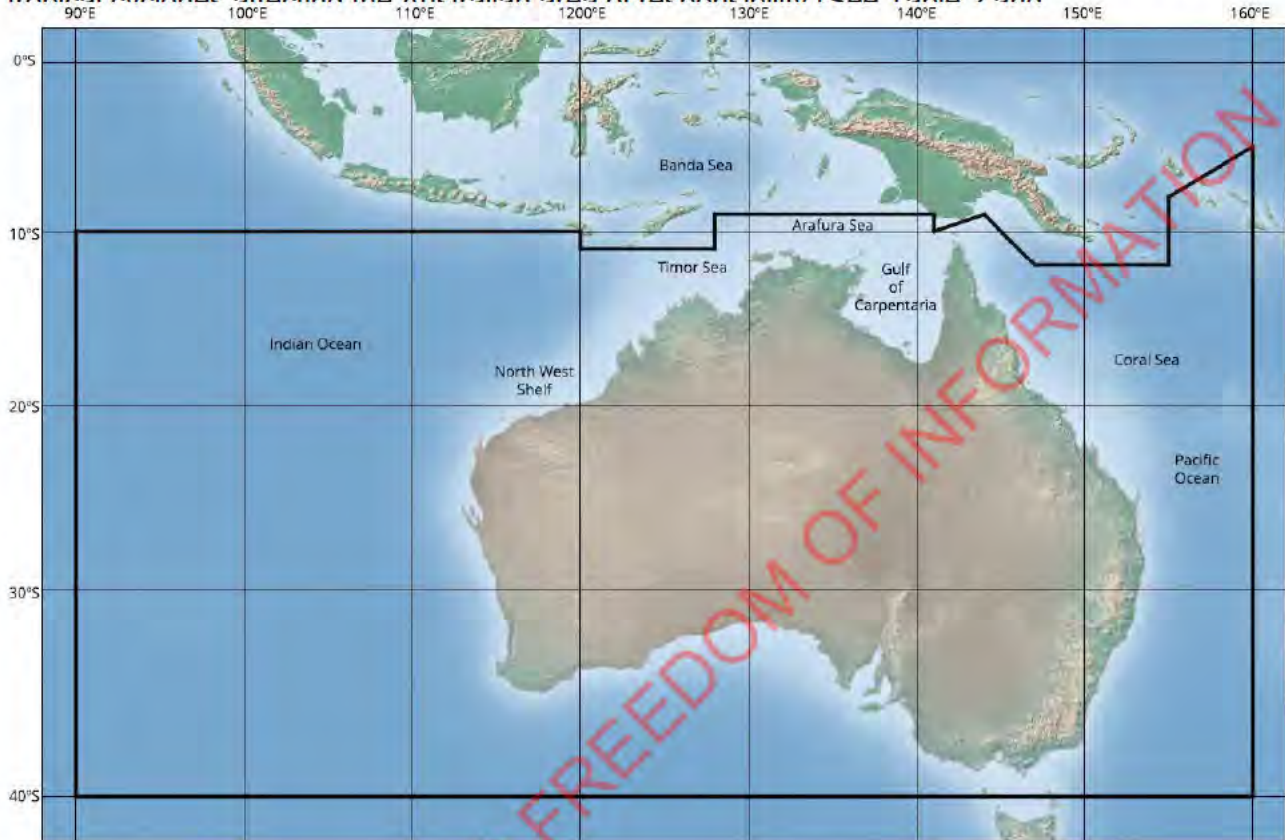 90°E 100°E 110°E 120°E 130°E 140°E 150°E 160°E
0°S
Banda Sea
10°S
Arafura Sea
Timor Sea
Gulf
of
Carpentaria
Indian Ocean
Coral Sea
North West
Shelf
20°S
Pacific
Ocean
30°S
40°S
FREEDOM OF INFORMATION